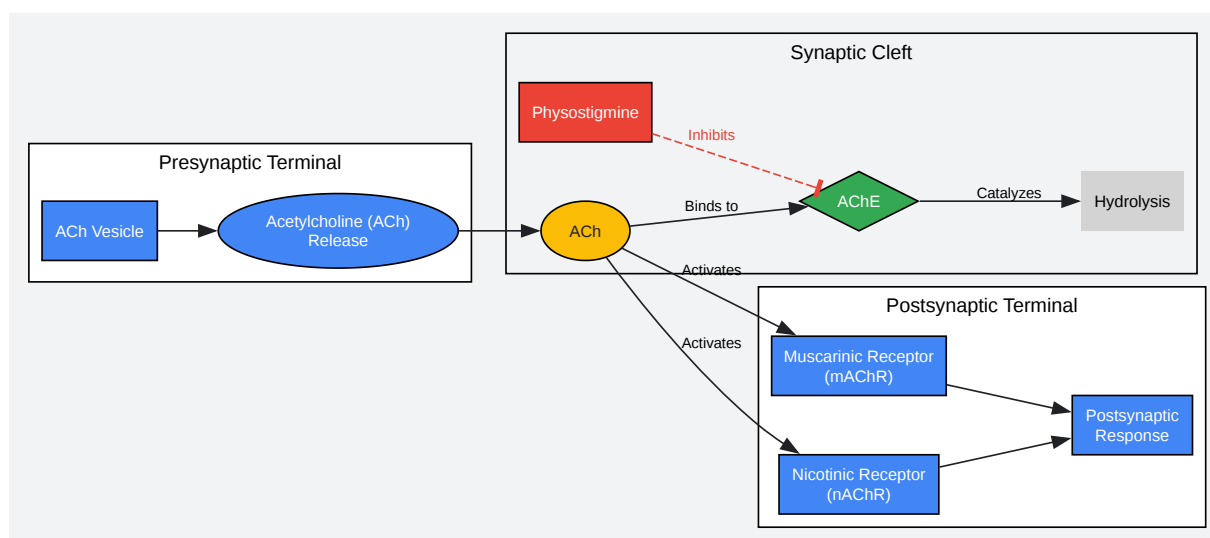 Synaptic Cleft
Physostigmine
Inhibits
Presynaptic Terminal
ACh Vesicle
Acetylcholine (ACh)
Release
ACh
Binds to
AChE
Catalyzes
Hydrolysis
Activates
Activates
Postsynaptic Terminal
Muscarinic Receptor
(mAChR)
Nicotinic Receptor
(nAChR)
Postsynaptic
Response